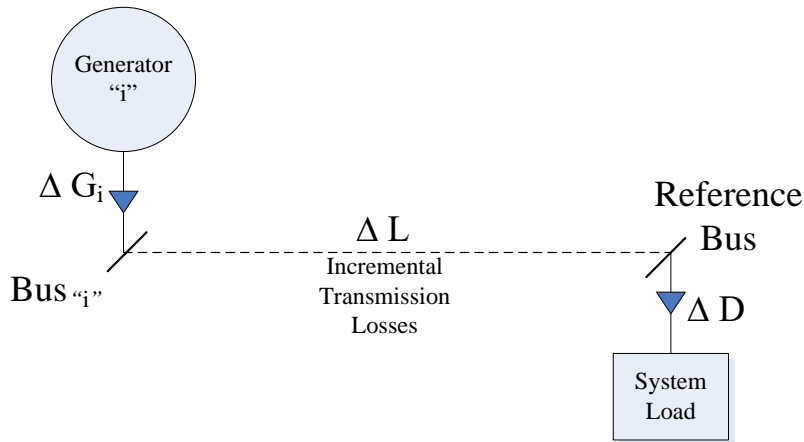 Generator
“i”
Δ Gi
Bus “i”
Δ L
Incremental
Transmission
Losses
Reference
Bus
Δ D
System
Load